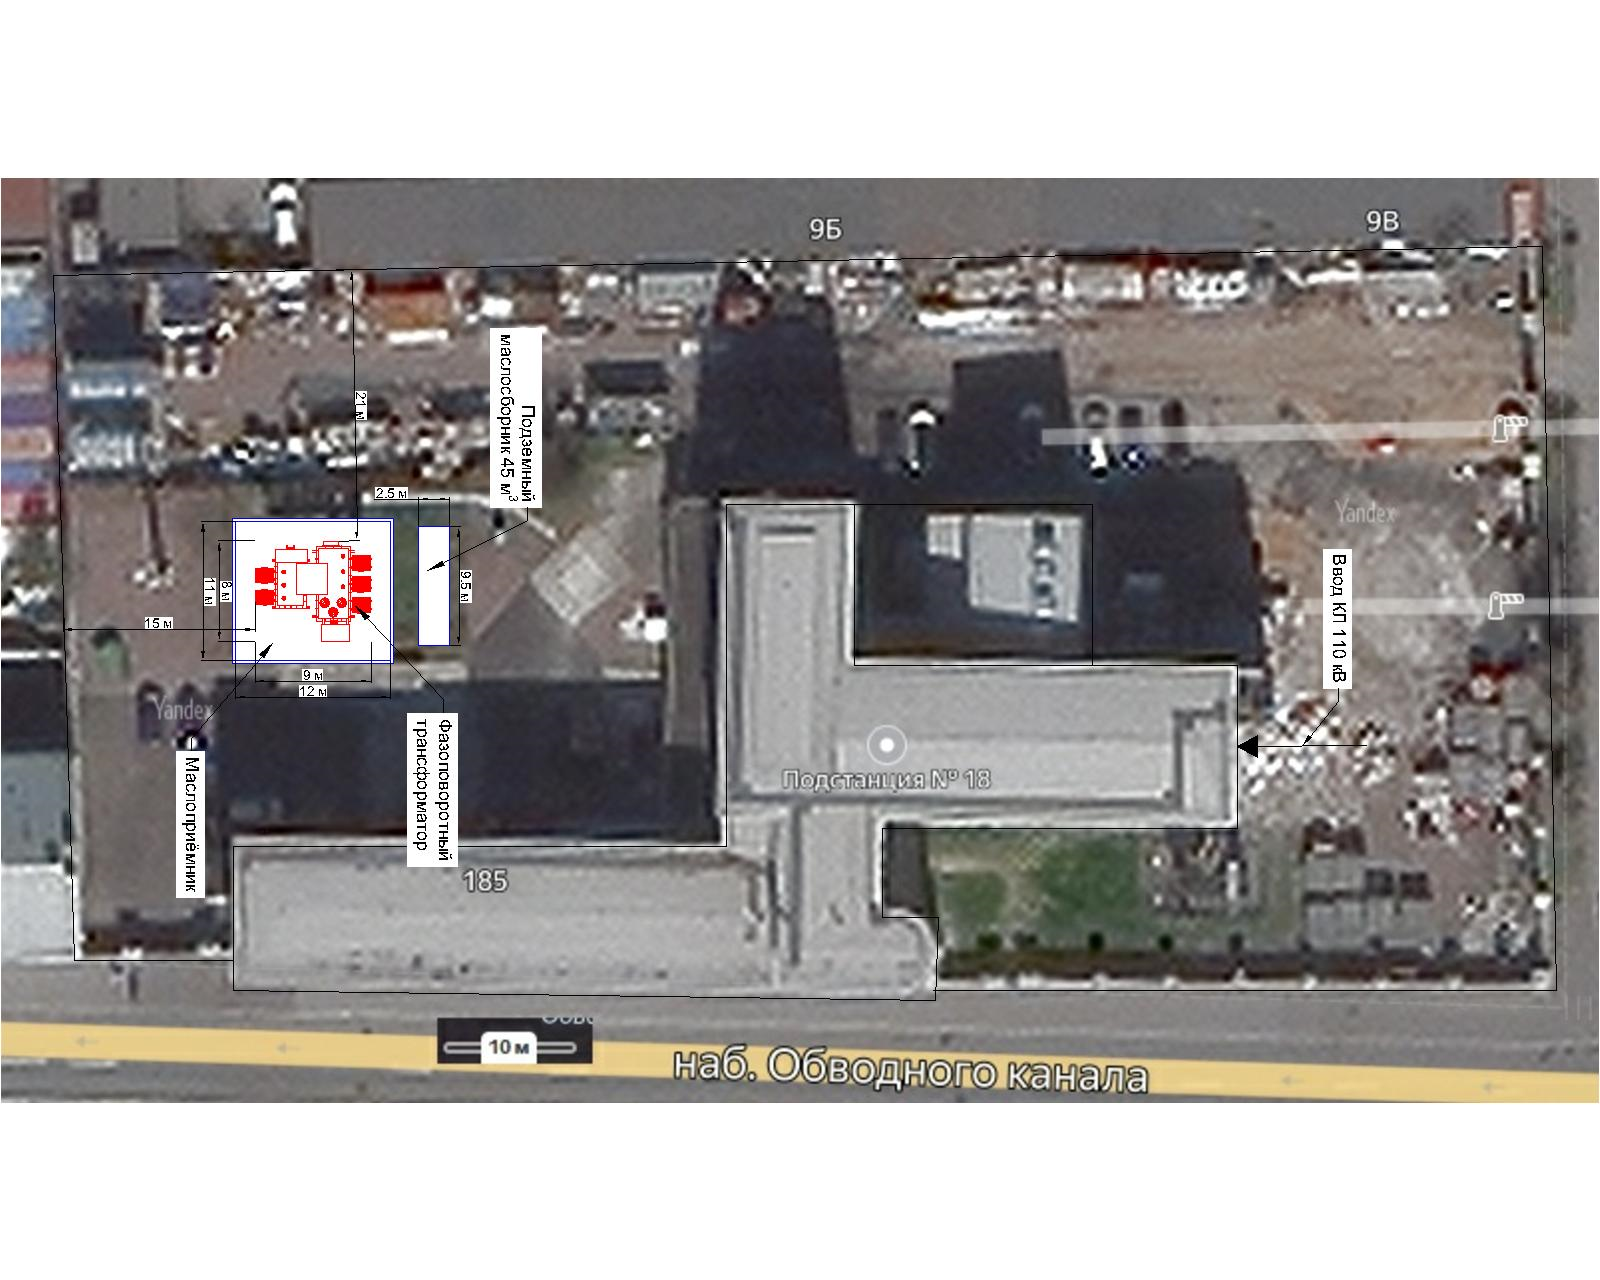 9Б
9В
21 м
Подземный
маслосборник 45 м³
2.5 м
9.5 м
11 м
8 м
15 м
9 м
12 м
Yandex
Yandex
Ввод КП 110 кВ
Фазоповоротный
трансформатор
Маслоприёмник
Подстанция № 18
185
10 м
наб. Обводного канала